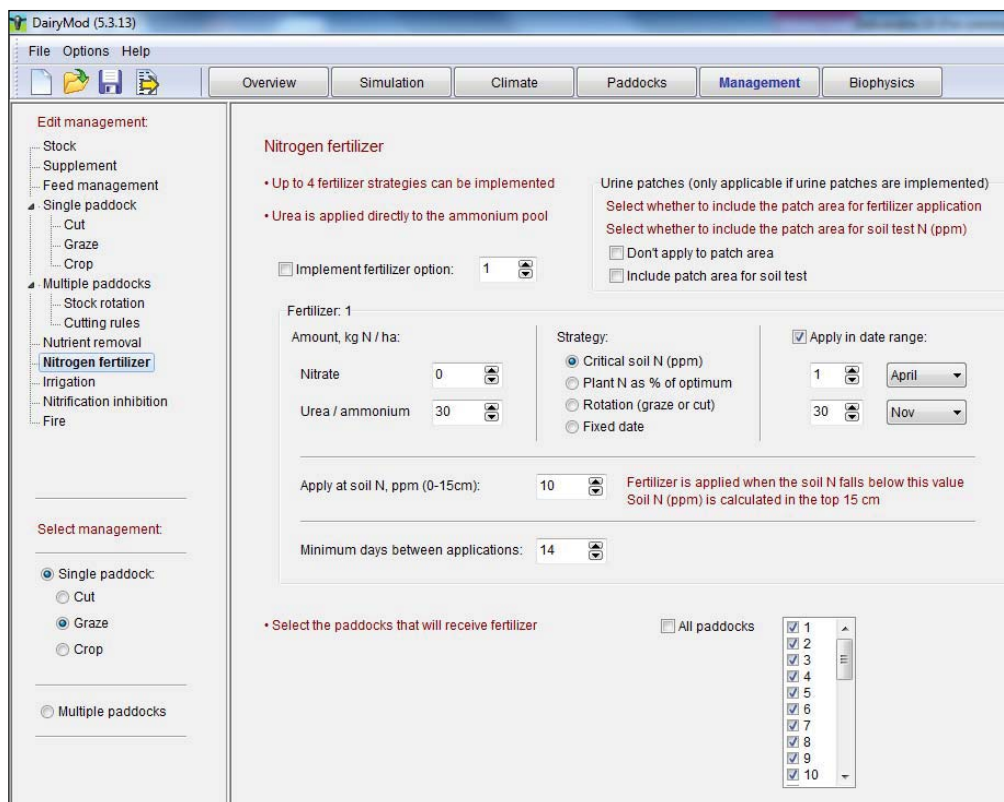 DairyMod (5.3.13)
File Options Help
Overview Simulation Climate Paddocks Management Biophysics
Edit management:
Stock
Supplement
Feed management
Single paddock
Cut
Graze
Crop
Multiple paddocks
Stock rotation
Cutting rules
Nutrient removal
Nitrogen fertilizer
Irrigation
Nitrification inhibition
Fire
Select management:
Single paddock:
Cut
Graze
Crop
Multiple paddocks
Nitrogen fertilizer
• Up to 4 fertilizer strategies can be implemented
• Urea is applied directly to the ammonium pool
Urine patches (only applicable if urine patches are implemented)
Select whether to include the patch area for fertilizer application
Select whether to include the patch area for soil test N (ppm)
Don't apply to patch area
Include patch area for soil test
Implement fertilizer option: 1
Fertilizer: 1
Amount, kg N / ha:
Nitrate 0
Urea / ammonium 30
Strategy:
Critical soil N (ppm)
Plant N as % of optimum
Rotation (graze or cut)
Fixed date
Apply in date range:
1 April
30 Nov
Apply at soil N, ppm (0-15cm): 10
Fertilizer is applied when the soil N falls below this value
Soil N (ppm) is calculated in the top 15 cm
Minimum days between applications: 14
• Select the paddocks that will receive fertilizer
All paddocks
1
2
3
4
5
6
7
8
9
10